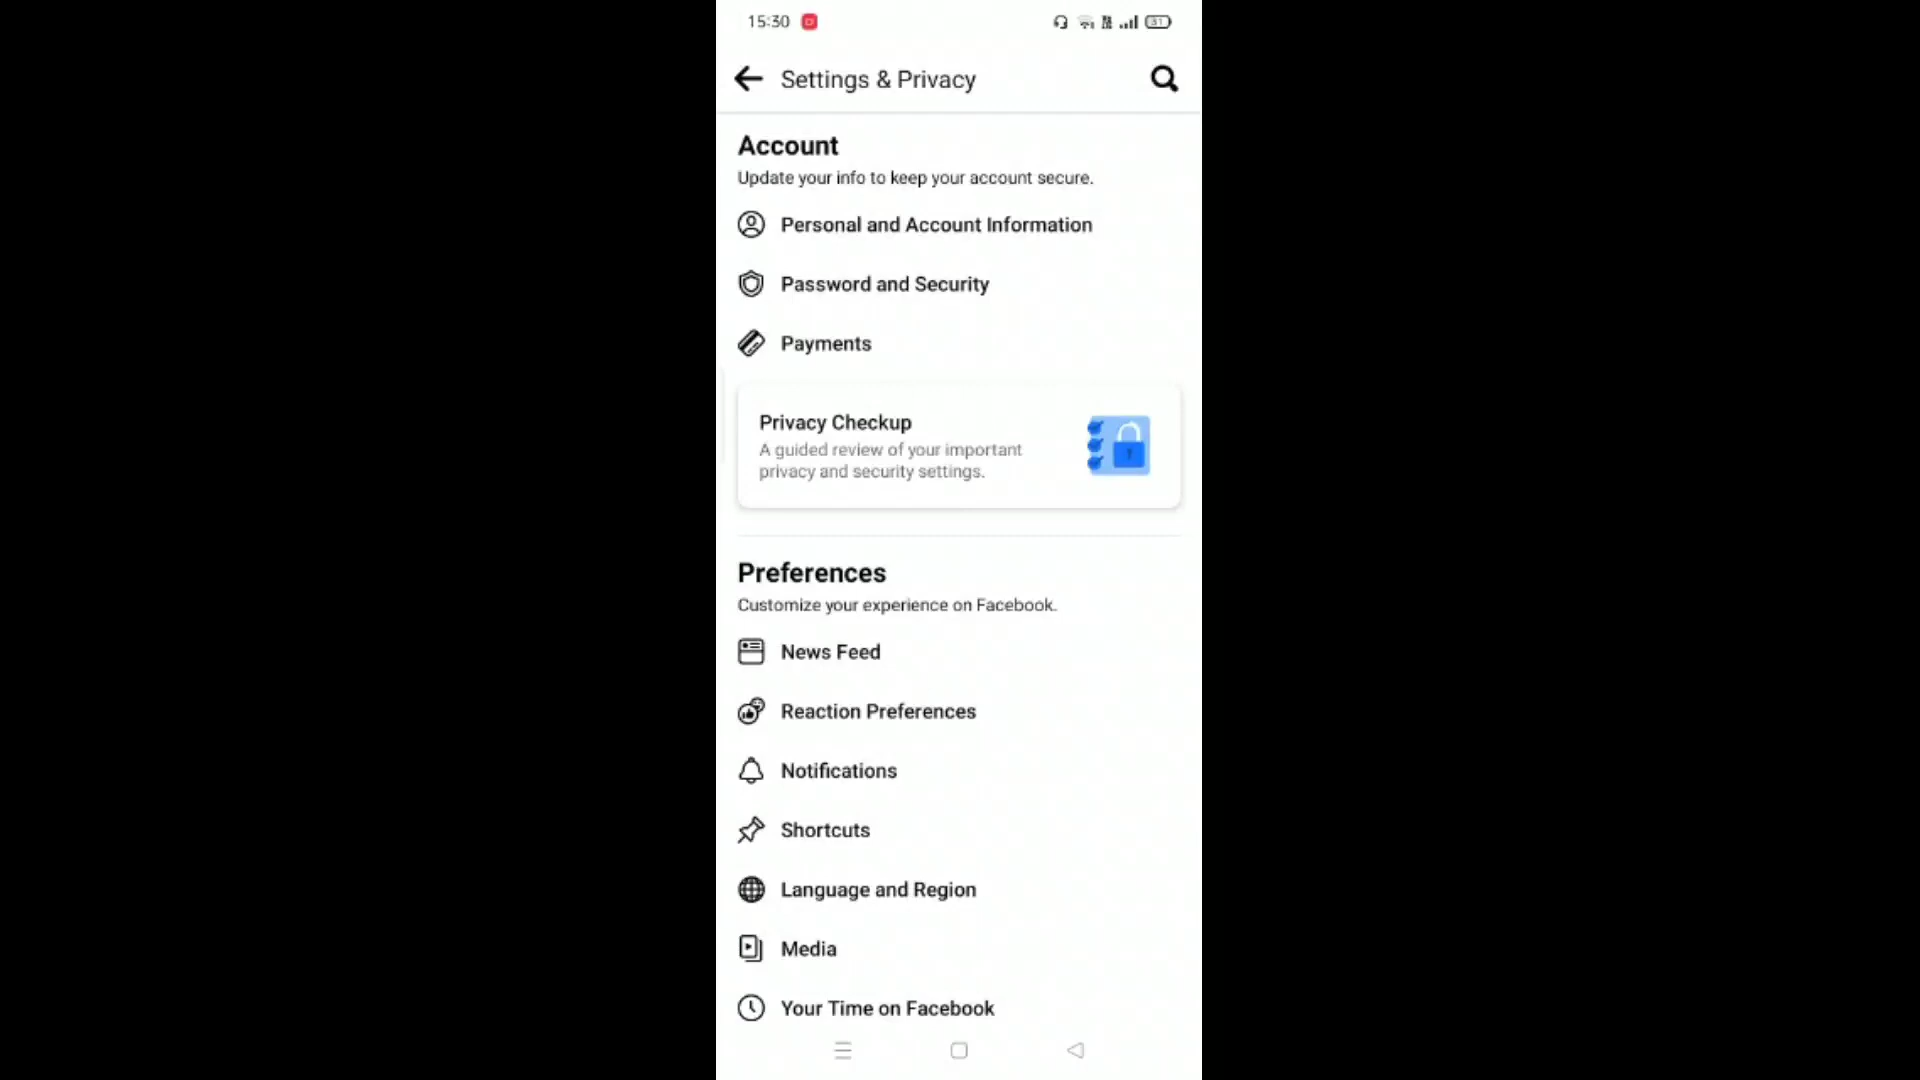 15:30
31
Settings & Privacy
Account
Update your info to keep your account secure.
Personal and Account Information
Password and Security
Payments
Privacy Checkup
A guided review of your important
privacy and security settings.
Preferences
Customize your experience on Facebook.
News Feed
Reaction Preferences
Notifications
Shortcuts
Language and Region
Media
Your Time on Facebook